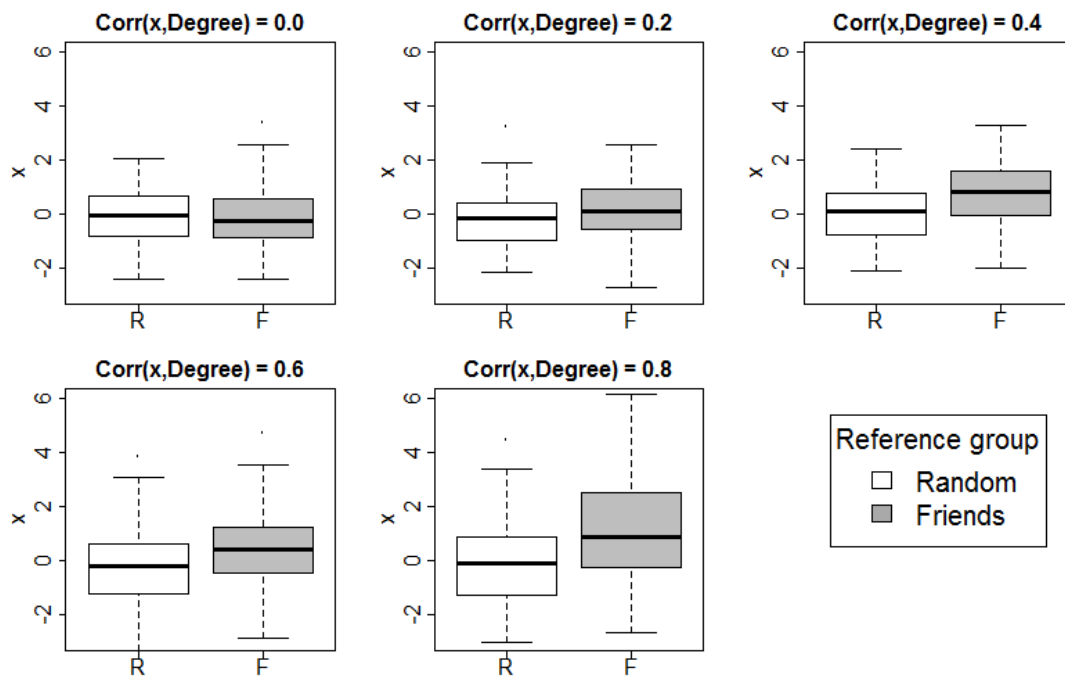 Corr(x,Degree) = 0.0
6
4
2
0
-2
x
R F
Corr(x,Degree) = 0.2
6
4
2
0
-2
x
R F
Corr(x,Degree) = 0.4
6
4
2
0
-2
x
R F
Corr(x,Degree) = 0.6
6
4
2
0
-2
x
R F
Corr(x,Degree) = 0.8
6
4
2
0
-2
x
R F
Reference group
Random
Friends